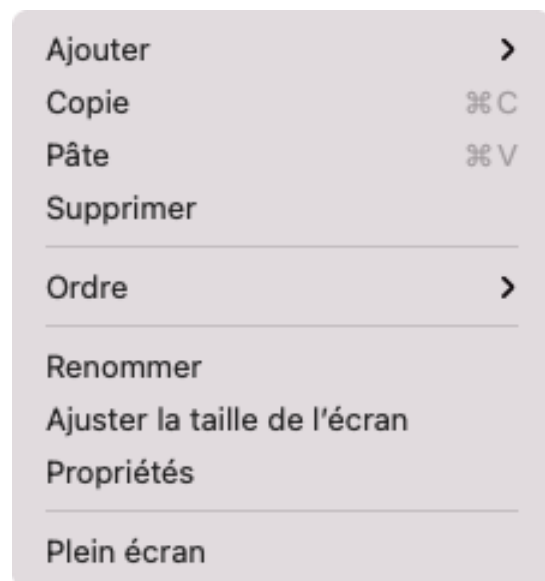 Ajouter
Copie ⌘C
Pâte ⌘V
Supprimer
Ordre
Renommer
Ajuster la taille de l’écran
Propriétés
Plein écran